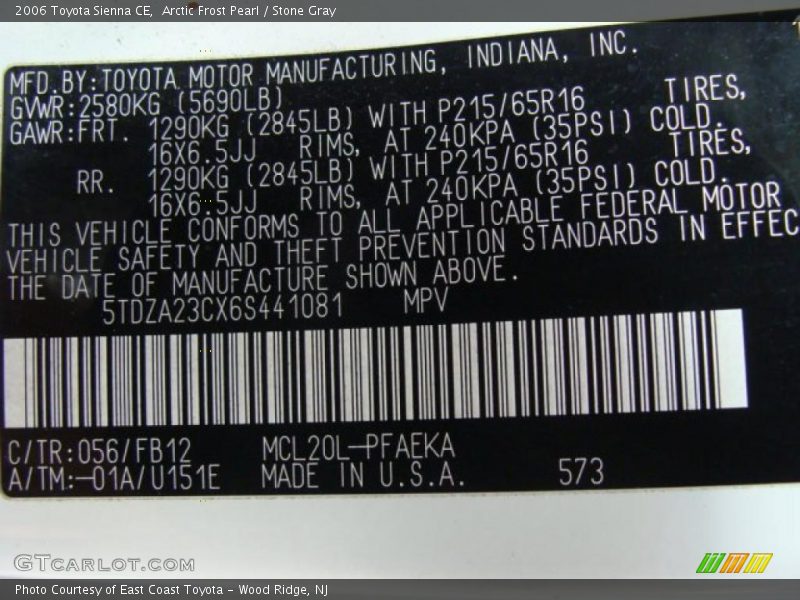 2006 Toyota Sienna CE, Arctic Frost Pearl / Stone Gray
MFD.BY:TOYOTA MOTOR MANUFACTURING, INDIANA, INC.
GVWR:2580KG (5690LB)
GAWR:FRT. 1290KG (2845LB) WITH P215/65R16 TIRES,
16X6.5JJ RIMS, AT 240KPA (35PSI) COLD.
RR. 1290KG (2845LB) WITH P215/65R16 TIRES,
16X6.5JJ RIMS, AT 240KPA (35PSI) COLD.
THIS VEHICLE CONFORMS TO ALL APPLICABLE FEDERAL MOTOR
VEHICLE SAFETY AND THEFT PREVENTION STANDARDS IN EFFEC
THE DATE OF MANUFACTURE SHOWN ABOVE.
5TDZA23CX6S441081 MPV
C/TR:056/FB12 MCL20L-PFAEKA
A/TM:-01A/U151E MADE IN U.S.A. 573
GTCARLOT.COM
Photo Courtesy of East Coast Toyota - Wood Ridge, NJ